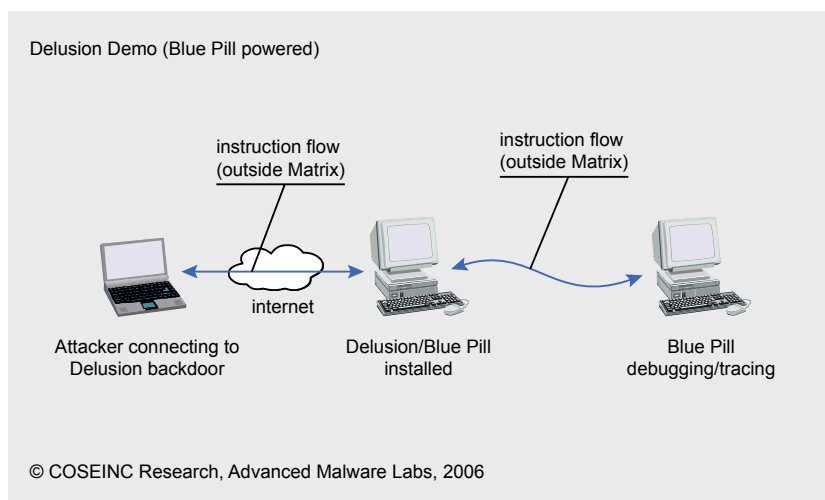 Delusion Demo (Blue Pill powered)
instruction flow
(outside Matrix)
instruction flow
(outside Matrix)
internet
Attacker connecting to
Delusion backdoor
Delusion/Blue Pill
installed
Blue Pill
debugging/tracing
© COSEINC Research, Advanced Malware Labs, 2006